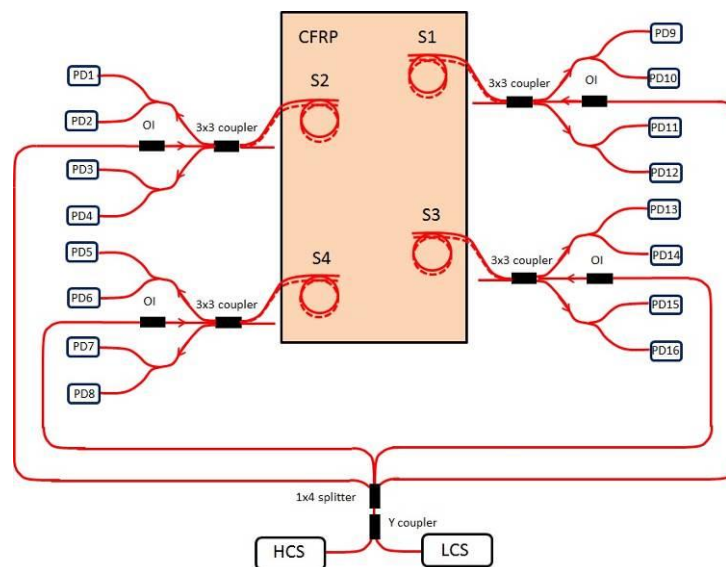 CFRP
S1
S2
S3
S4
PD1
PD2
OI
3x3 coupler
PD3
PD4
PD5
PD6
OI
3x3 coupler
PD7
PD8
PD9
PD10
3x3 coupler
OI
PD11
PD12
PD13
PD14
3x3 coupler
OI
PD15
PD16
1x4 splitter
Y coupler
HCS
LCS